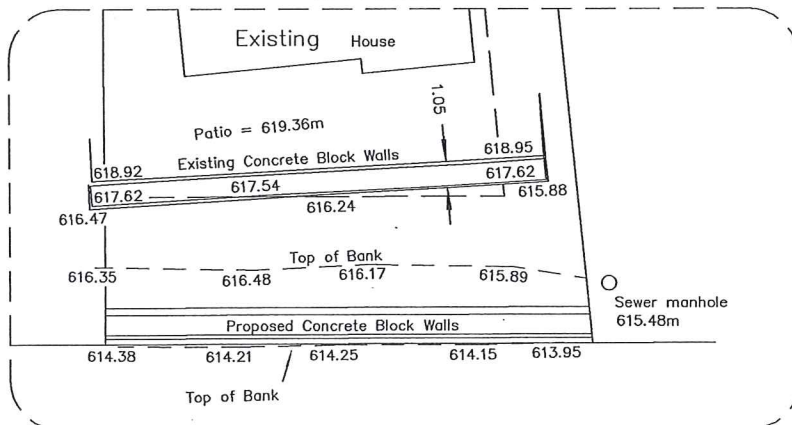 Existing House
1.05
Patio = 619.36m
618.92 Existing Concrete Block Walls 618.95
617.62 617.54 617.62
616.47 616.24 615.88
Top of Bank
616.35 616.48 616.17 615.89
Sewer manhole
615.48m
Proposed Concrete Block Walls
614.38 614.21 614.25 614.15 613.95
Top of Bank